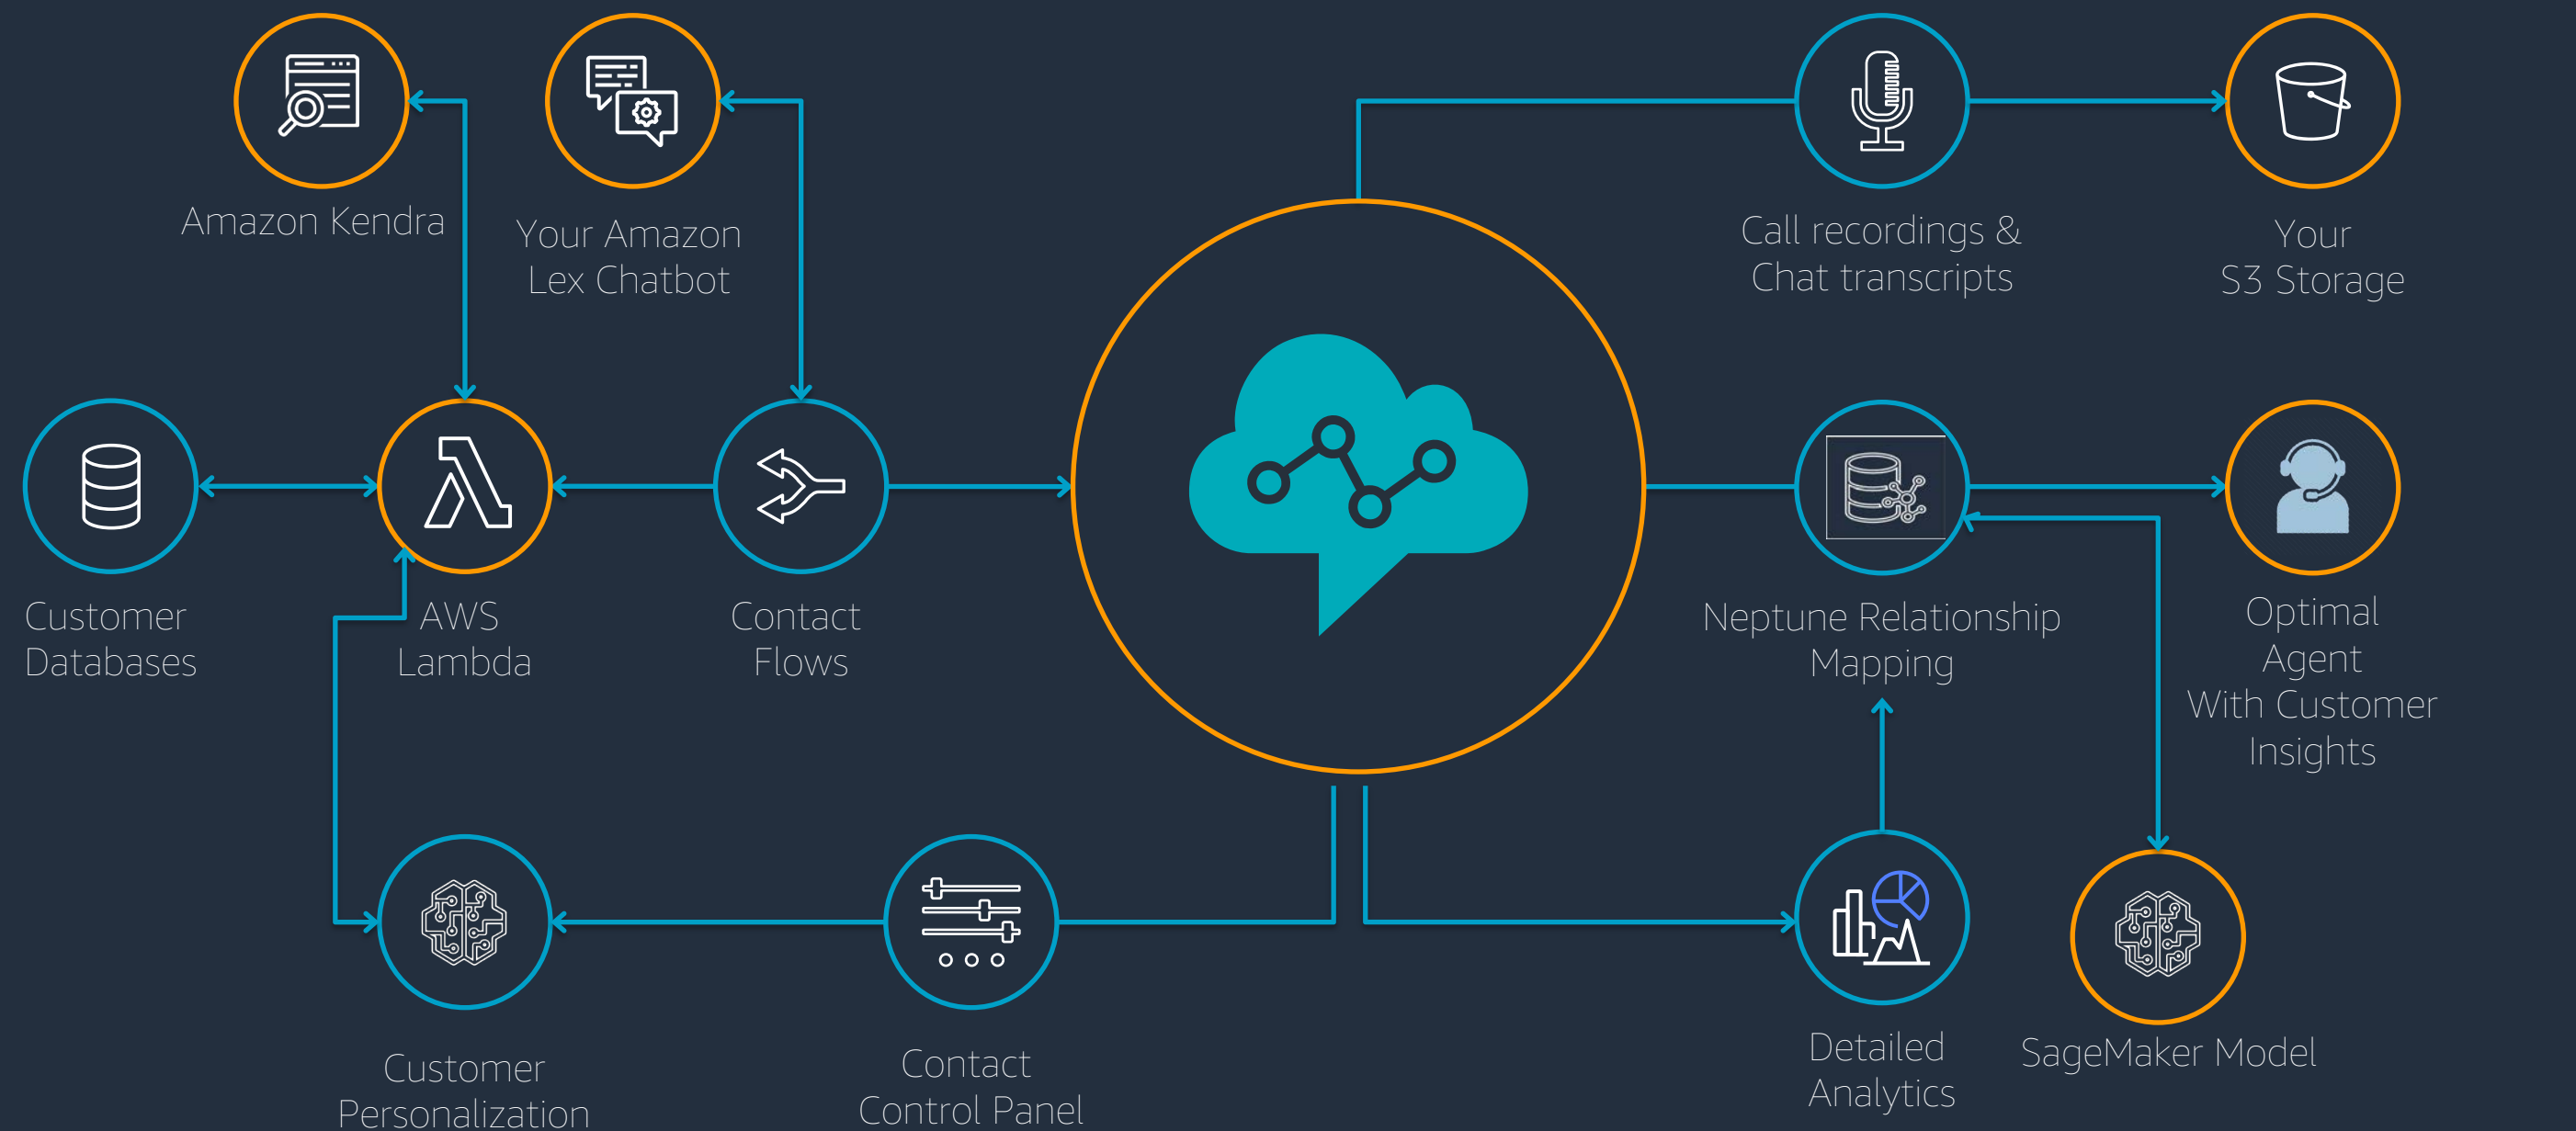 Amazon Kendra
Your Amazon
Lex Chatbot
Call recordings &
Chat transcripts
Your
S3 Storage
Customer
Databases
AWS
Lambda
Contact
Flows
Neptune Relationship
Mapping
Optimal
Agent
With Customer
Insights
Customer
Personalization
Contact
Control Panel
Detailed
Analytics
SageMaker Model